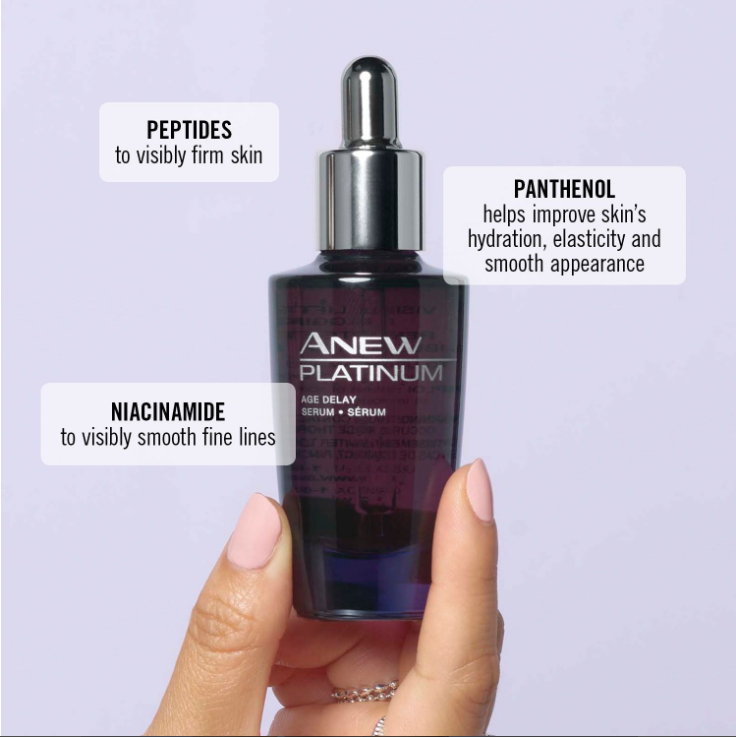 PEPTIDES
to visibly firm skin
PANTHENOL
helps improve skin's
hydration, elasticity and
smooth appearance
ANEW
PLATINUM
AGE DELAY
SERUM • SÉRUM
NIACINAMIDE
to visibly smooth fine lines